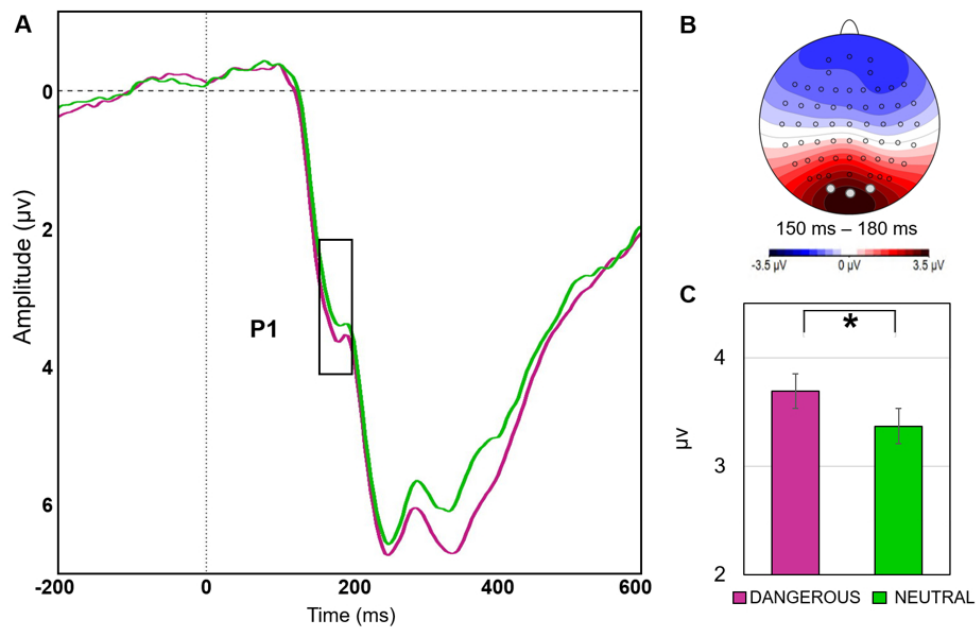 A
0
2
4
6
Amplitude (μv)
P1
-200
0
200
400
600
Time (ms)
B
150 ms – 180 ms
-3.5 μV
0 μV
3.5 μV
C
*
4
3
2
μv
DANGEROUS
NEUTRAL